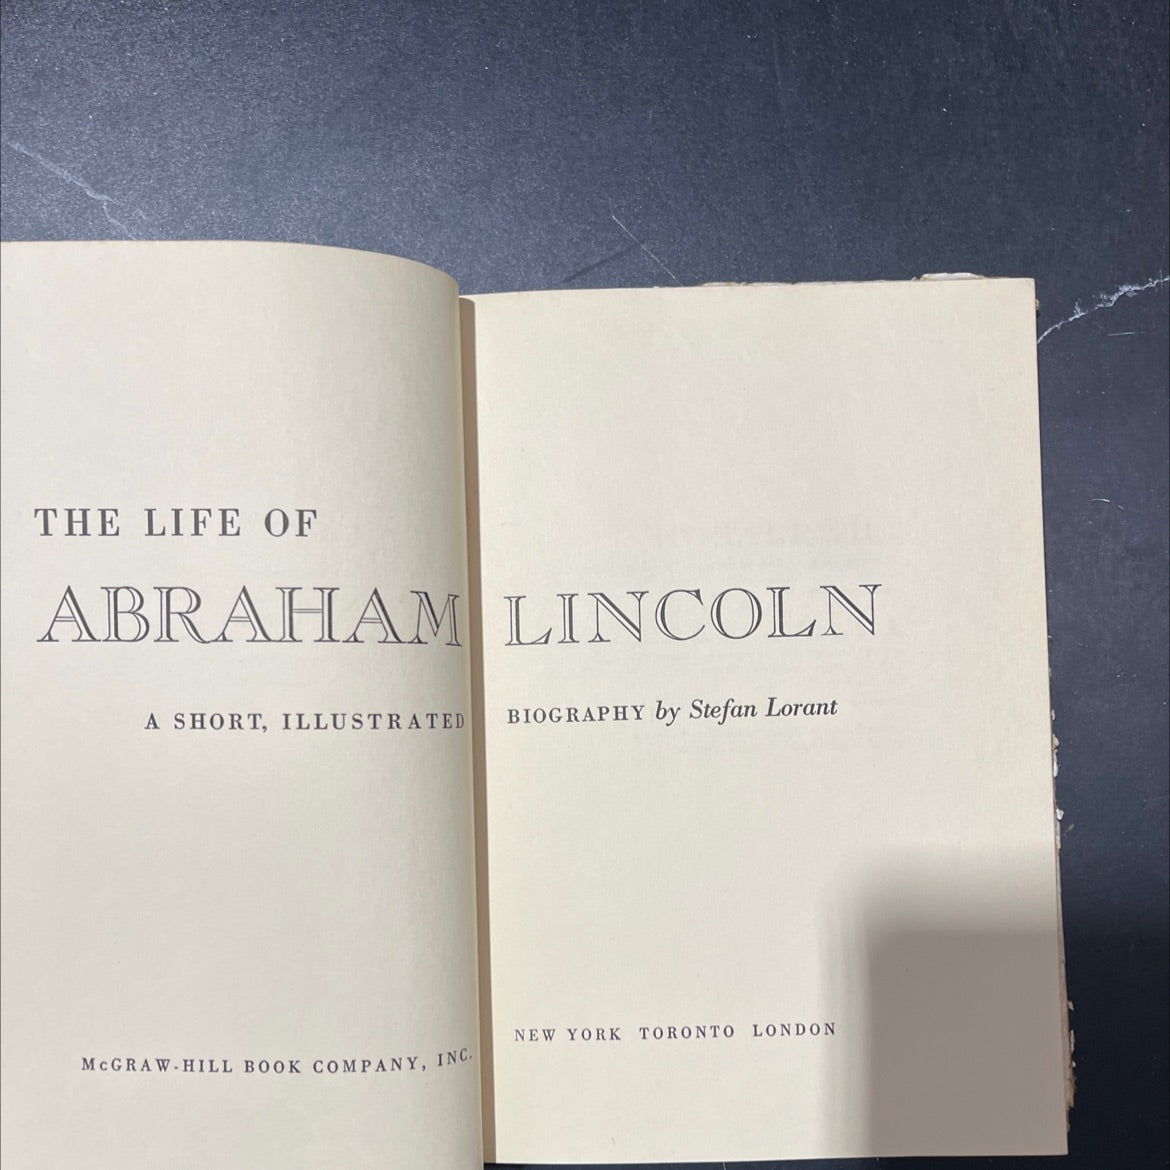 THE LIFE OF
ABRAHAM LINCOLN
A SHORT, ILLUSTRATED BIOGRAPHY by Stefan Lorant
McGRAW-HILL BOOK COMPANY, INC. NEW YORK TORONTO LONDON